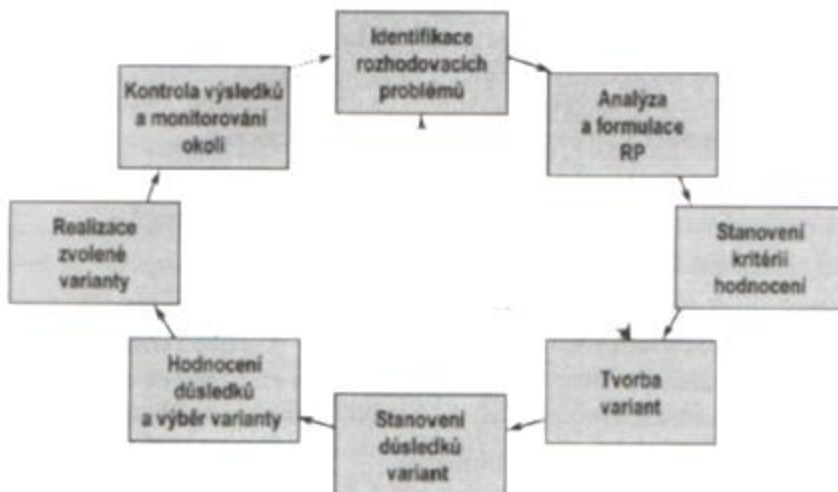 Identifikace
rozhodovacích
problémů
Analýza
a formulace
RP
Stanovení
kritérií
hodnocení
Tvorba
variant
Stanovení
důsledků
variant
Hodnocení
důsledků
a výběr varianty
Realizace
zvolené
varianty
Kontrola výsledků
a monitorování
okolí